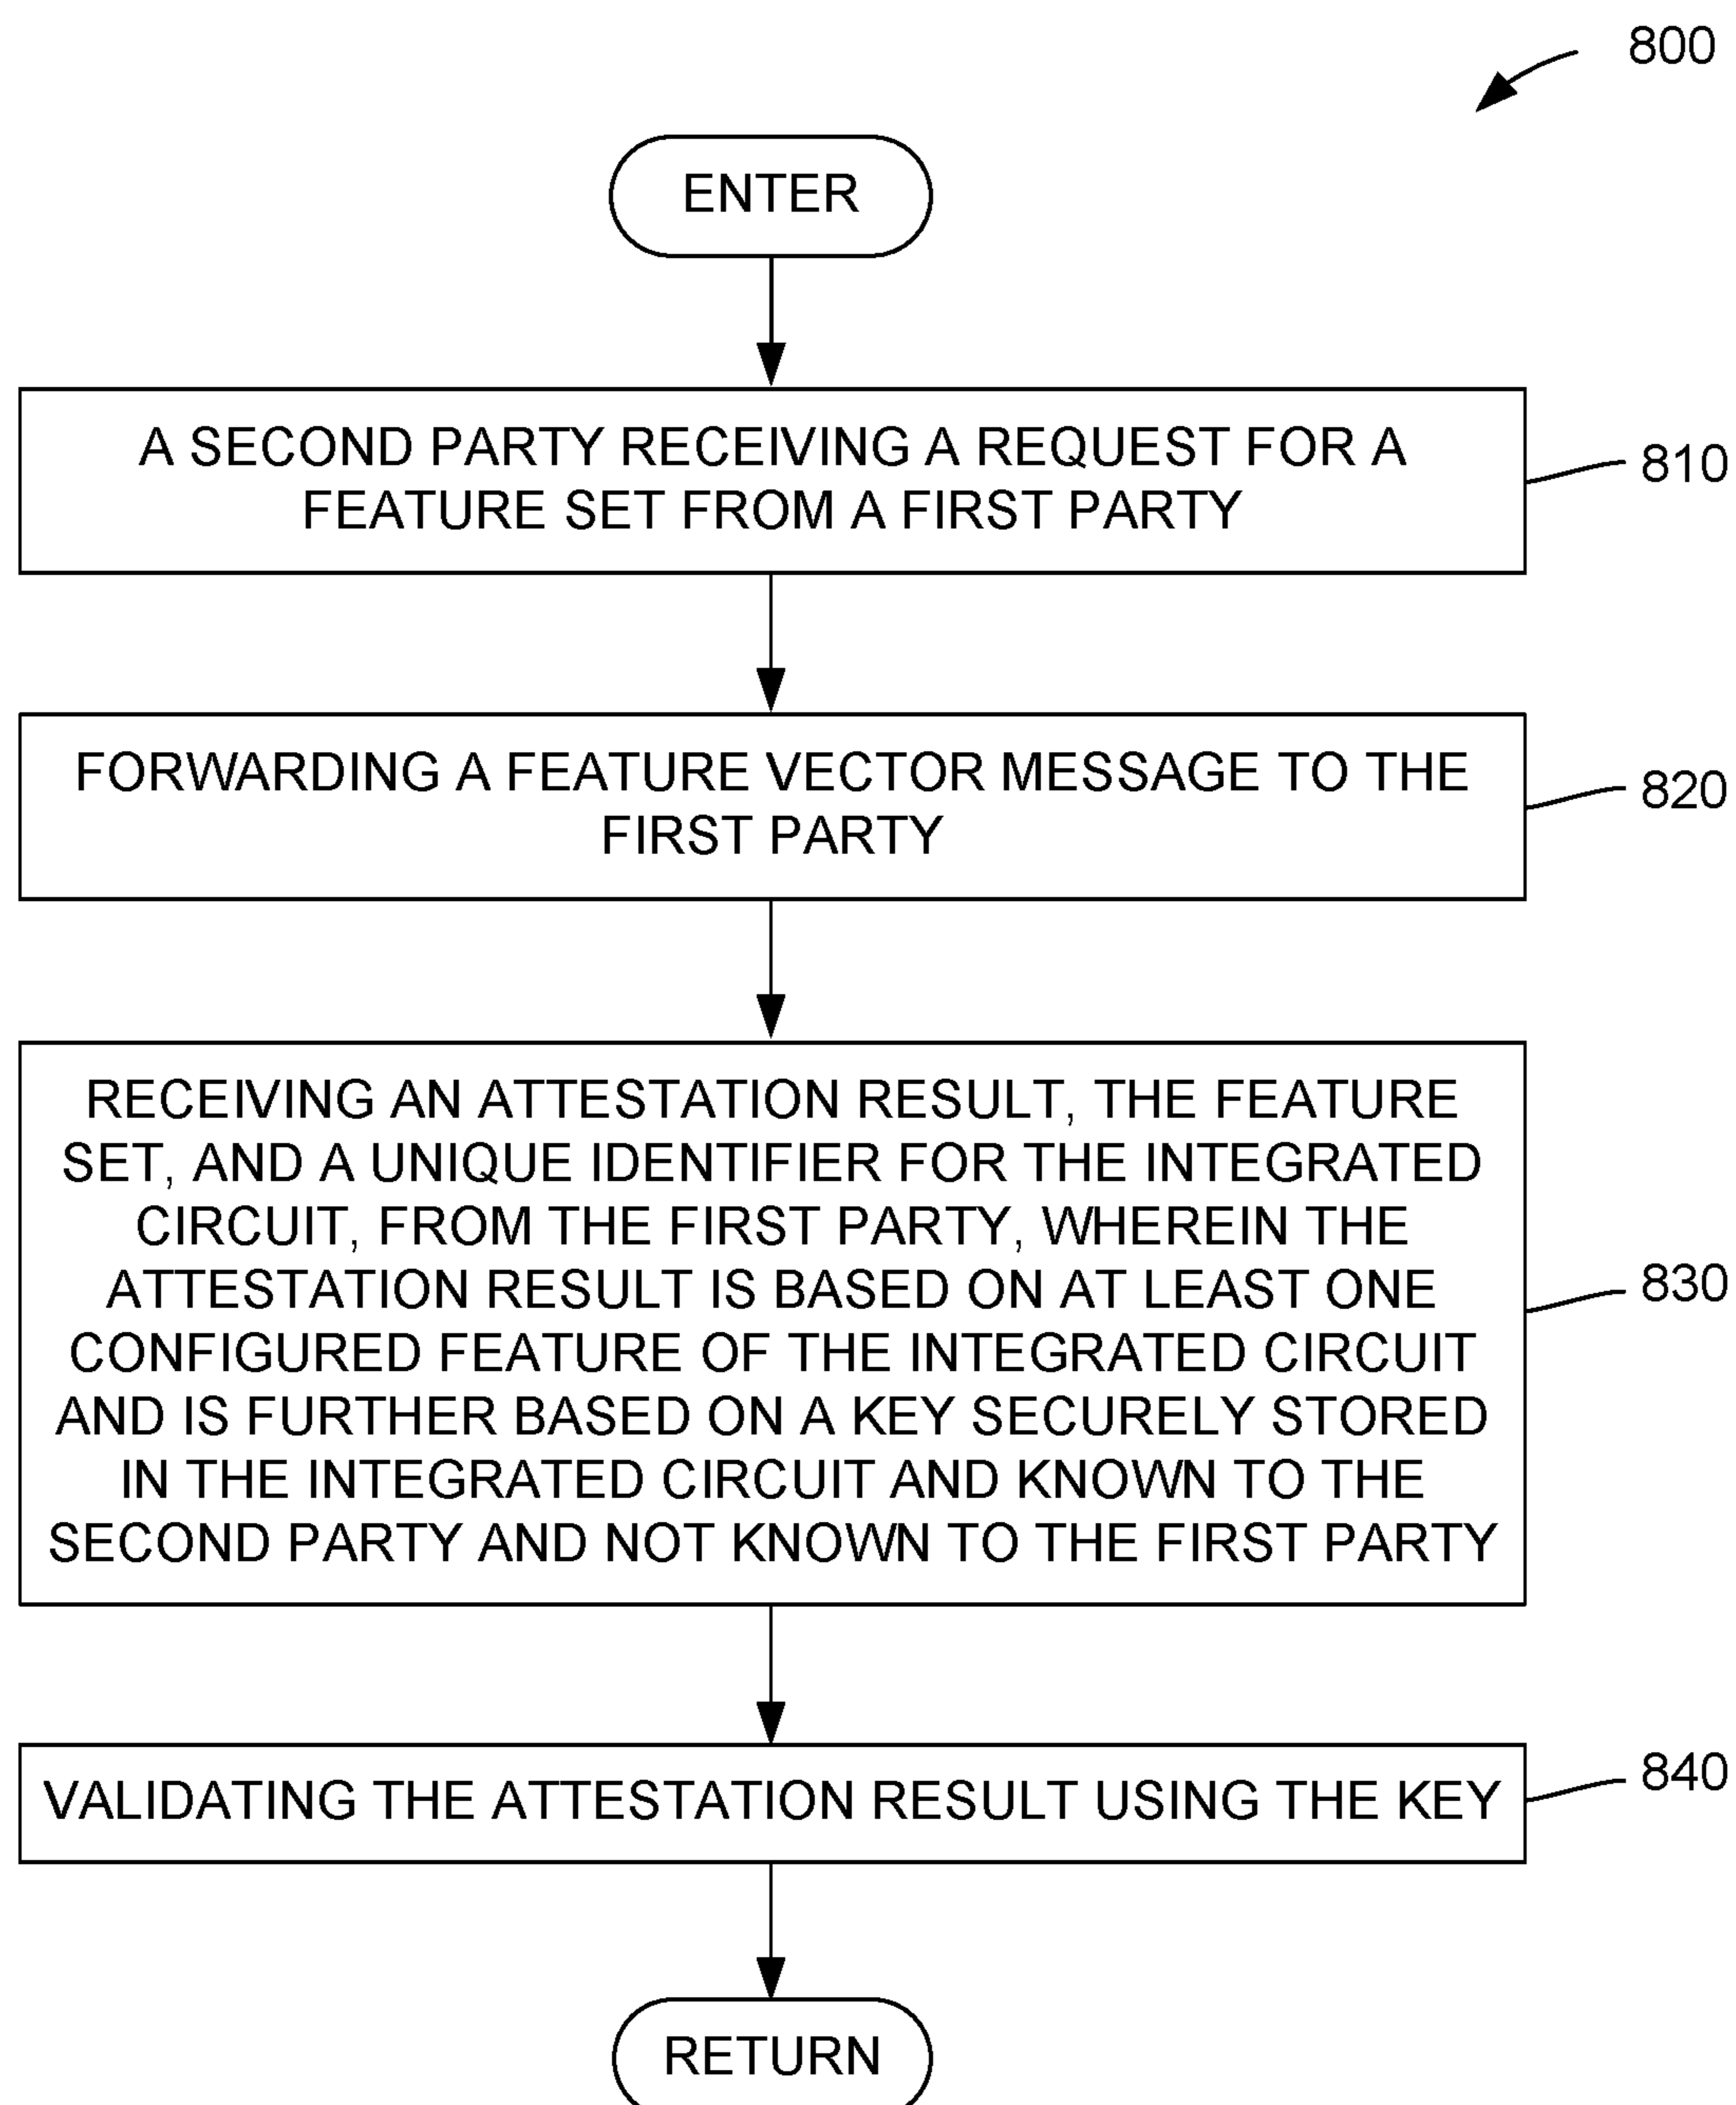 800
ENTER
A SECOND PARTY RECEIVING A REQUEST FOR A
FEATURE SET FROM A FIRST PARTY
810
FORWARDING A FEATURE VECTOR MESSAGE TO THE
FIRST PARTY
820
RECEIVING AN ATTESTATION RESULT, THE FEATURE
SET, AND A UNIQUE IDENTIFIER FOR THE INTEGRATED
CIRCUIT, FROM THE FIRST PARTY, WHEREIN THE
ATTESTATION RESULT IS BASED ON AT LEAST ONE
CONFIGURED FEATURE OF THE INTEGRATED CIRCUIT
AND IS FURTHER BASED ON A KEY SECURELY STORED
IN THE INTEGRATED CIRCUIT AND KNOWN TO THE
SECOND PARTY AND NOT KNOWN TO THE FIRST PARTY
830
VALIDATING THE ATTESTATION RESULT USING THE KEY
840
RETURN